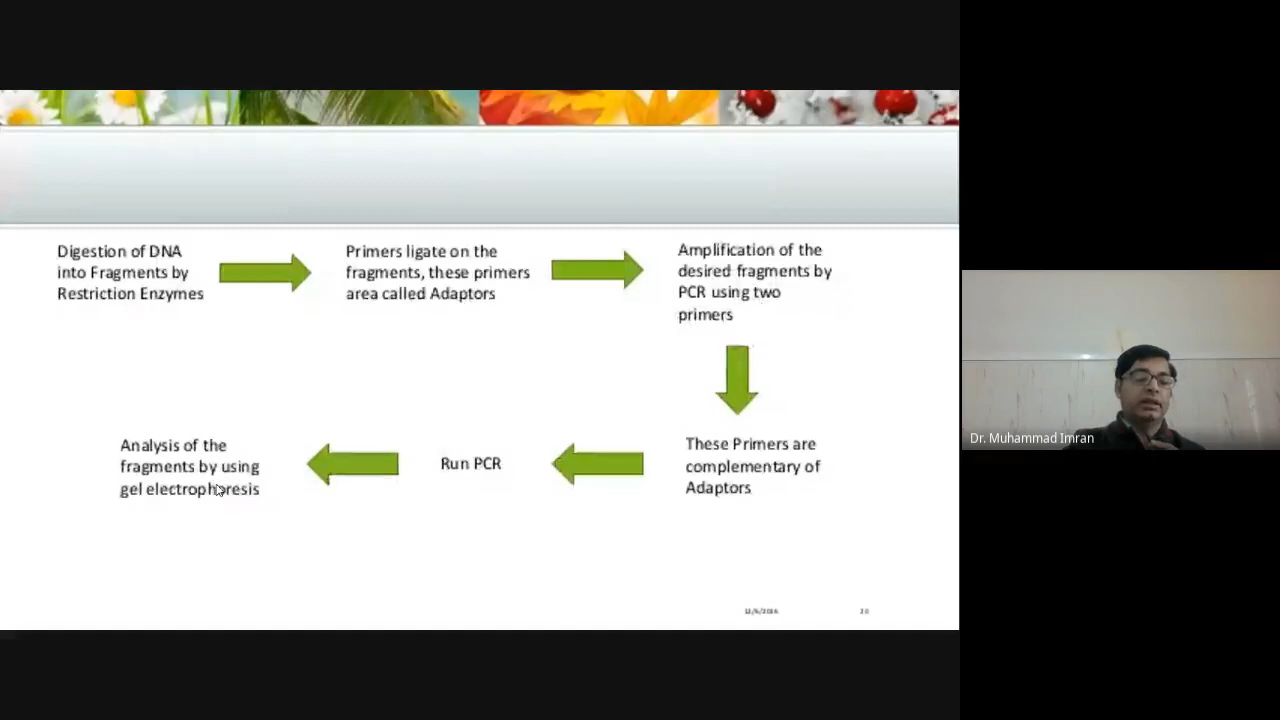 Digestion of DNA
into Fragments by
Restriction Enzymes
Primers ligate on the
fragments, these primers
area called Adaptors
Amplification of the
desired fragments by
PCR using two
primers
These Primers are
complementary of
Adaptors
Run PCR
Analysis of the
fragments by using
gel electrophoresis
Dr. Muhammad Imran